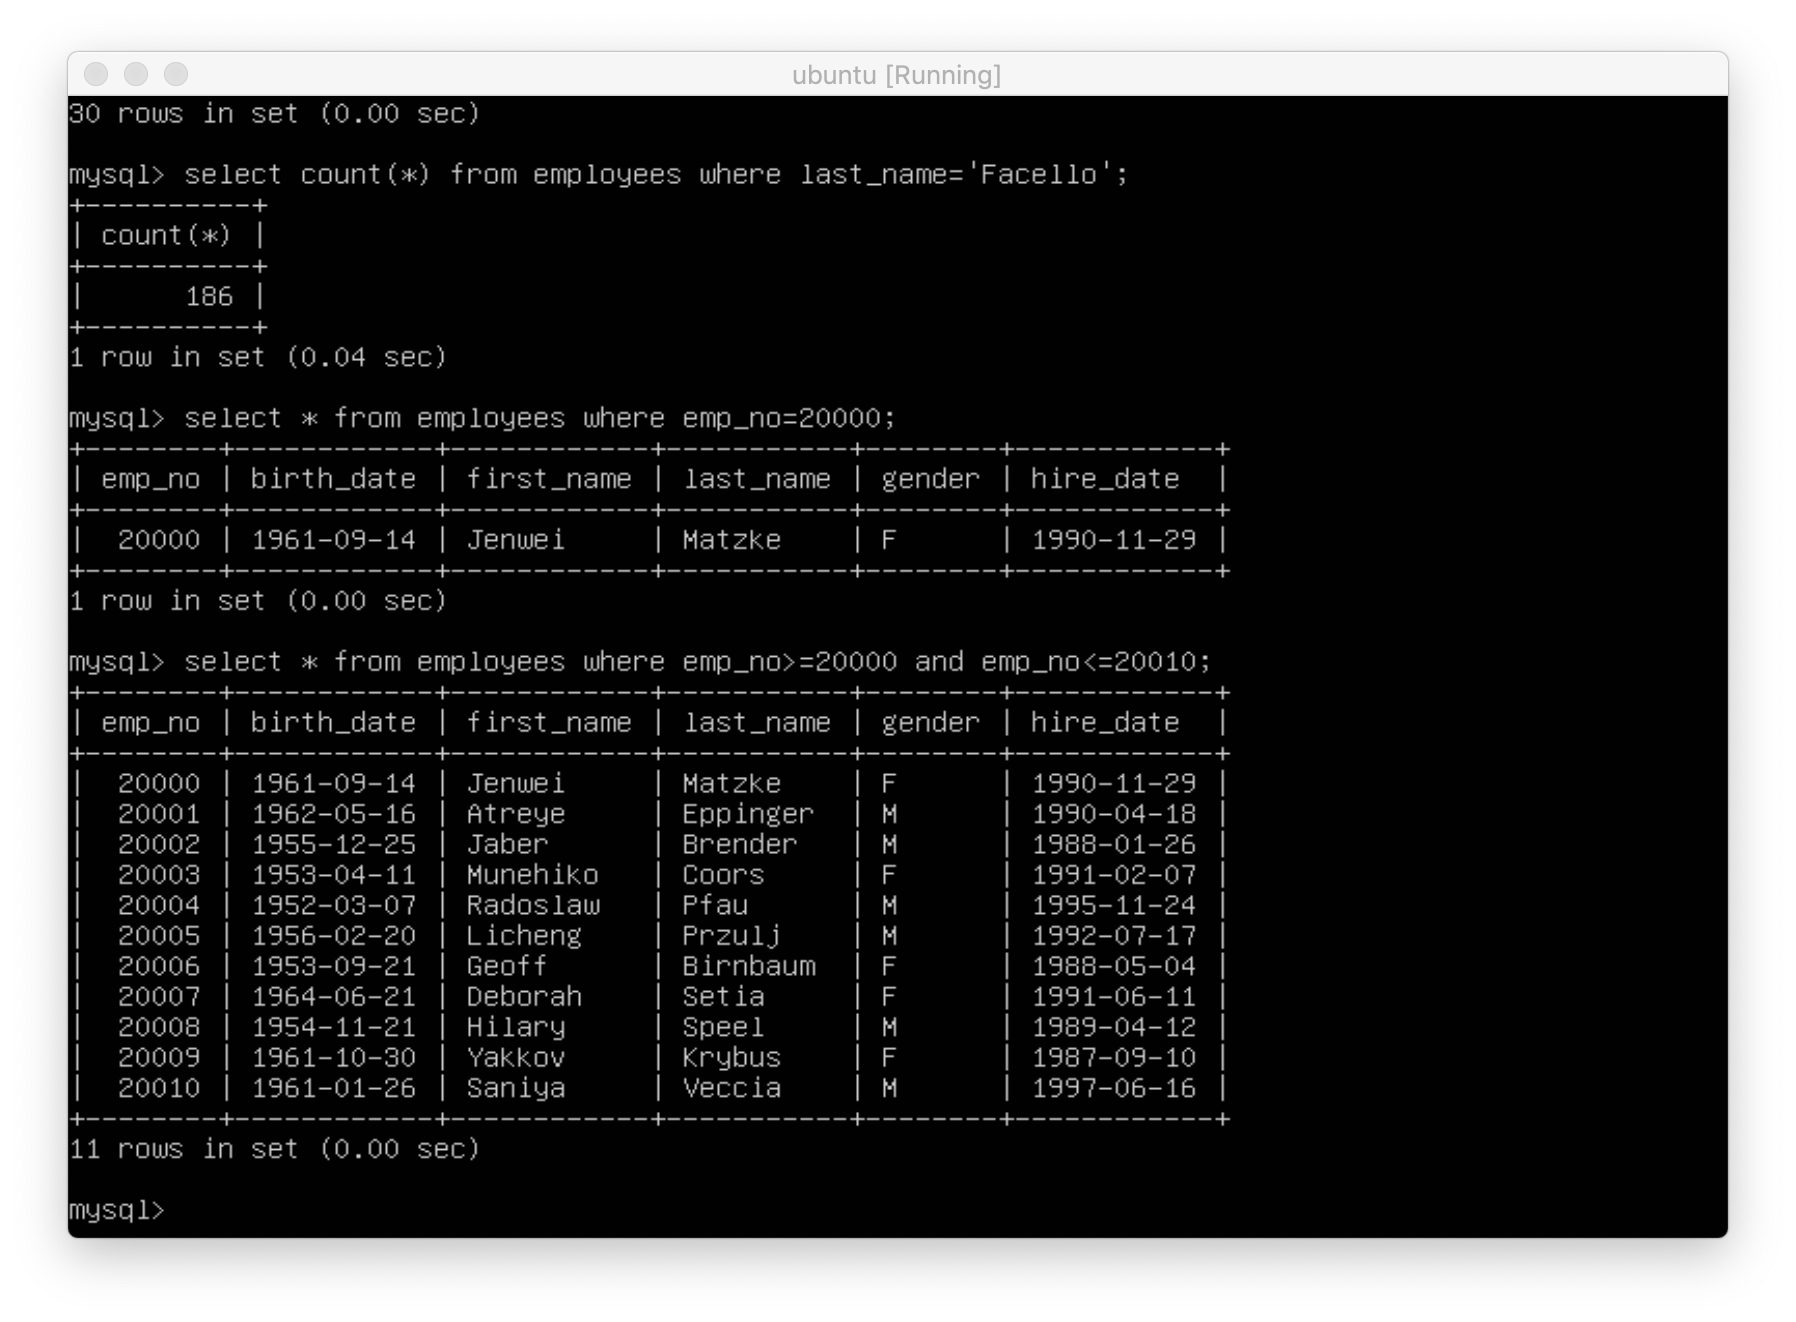 ubuntu [Running]
30 rows in set (0.00 sec)
mysql> select count(*) from employees where last_name='Facello';
+----------+
| count(*) |
+----------+
|      186 |
+----------+
1 row in set (0.04 sec)
mysql> select * from employees where emp_no=20000;
+--------+------------+------------+-----------+--------+------------+
| emp_no | birth_date | first_name | last_name | gender | hire_date  |
+--------+------------+------------+-----------+--------+------------+
|  20000 | 1961-09-14 | Jenwei     | Matzke    | F      | 1990-11-29 |
+--------+------------+------------+-----------+--------+------------+
1 row in set (0.00 sec)
mysql> select * from employees where emp_no>=20000 and emp_no<=20010;
+--------+------------+------------+-----------+--------+------------+
| emp_no | birth_date | first_name | last_name | gender | hire_date  |
+--------+------------+------------+-----------+--------+------------+
|  20000 | 1961-09-14 | Jenwei     | Matzke    | F      | 1990-11-29 |
|  20001 | 1962-05-16 | Atreye     | Eppinger  | M      | 1990-04-18 |
|  20002 | 1955-12-25 | Jaber      | Brender   | M      | 1988-01-26 |
|  20003 | 1953-04-11 | Munehiko   | Coors     | F      | 1991-02-07 |
|  20004 | 1952-03-07 | Radoslaw   | Pfau      | M      | 1995-11-24 |
|  20005 | 1956-02-20 | Licheng    | Przulj    | M      | 1992-07-17 |
|  20006 | 1953-09-21 | Geoff      | Birnbaum  | F      | 1988-05-04 |
|  20007 | 1964-06-21 | Deborah    | Setia     | F      | 1991-06-11 |
|  20008 | 1954-11-21 | Hilary     | Speel     | M      | 1989-04-12 |
|  20009 | 1961-10-30 | Yakkov     | Krybus    | F      | 1987-09-10 |
|  20010 | 1961-01-26 | Saniya     | Veccia    | M      | 1997-06-16 |
+--------+------------+------------+-----------+--------+------------+
11 rows in set (0.00 sec)
mysql>